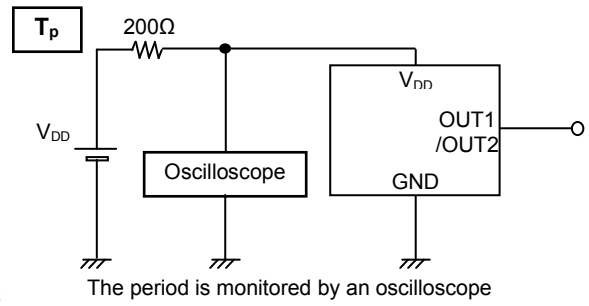 Tp
200Ω
VDD
VDD
OUT1
/OUT2
Oscilloscope
GND
The period is monitored by an oscilloscope